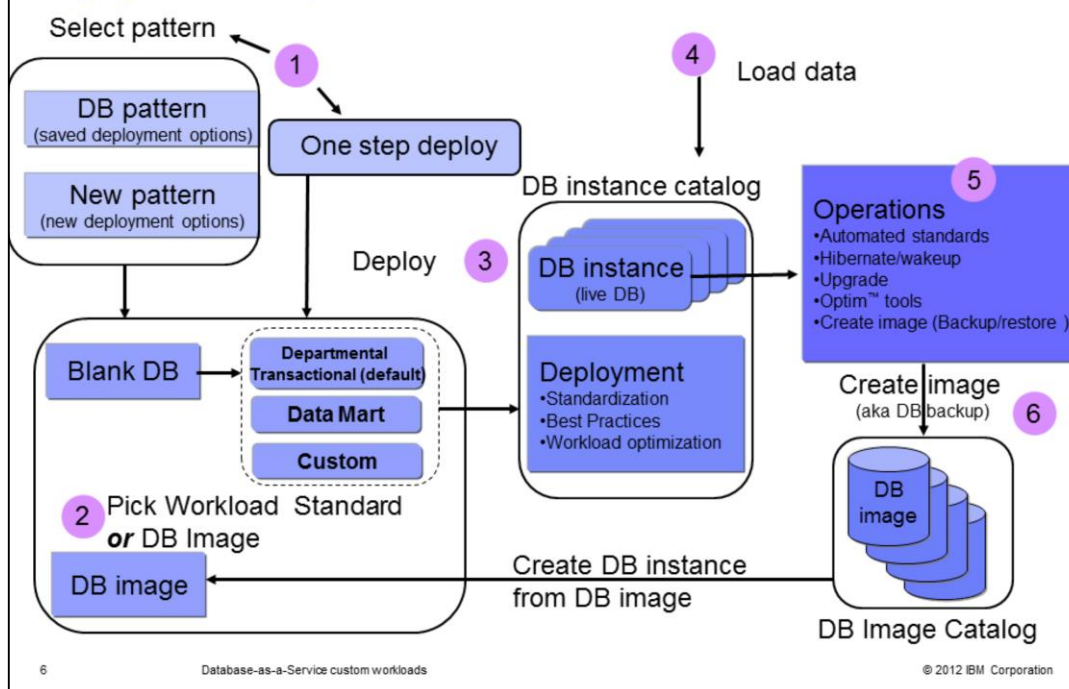 Select pattern
1
DB pattern
(saved deployment options)
New pattern
(new deployment options)
One step deploy
4
Load data
DB instance catalog
Deploy
3
DB instance
(live DB)
Deployment
•Standardization
•Best Practices
•Workload optimization
5
Operations
•Automated standards
•Hibernate/wakeup
•Upgrade
•Optim™ tools
•Create image (Backup/restore )
Blank DB
Departmental
Transactional (default)
Data Mart
Custom
2
Pick Workload Standard
or DB Image
DB image
Create image
(aka DB backup)
6
DB
image
Create DB instance
from DB image
DB Image Catalog
6
Database-as-a-Service custom workloads
© 2012 IBM Corporation